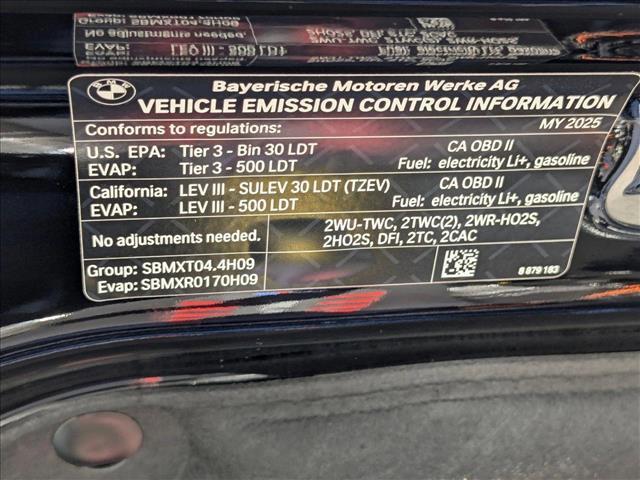 BMW
Bayerische Motoren Werke AG
VEHICLE EMISSION CONTROL INFORMATION
Conforms to regulations: MY 2025
U.S. EPA: Tier 3 - Bin 30 LDT CA OBD II
EVAP: Tier 3 - 500 LDT Fuel: electricity Li+, gasoline
California: LEV III - SULEV 30 LDT (TZEV) CA OBD II
EVAP: LEV III - 500 LDT Fuel: electricity Li+, gasoline
No adjustments needed. 2WU-TWC, 2TWC(2), 2WR-HO2S,
2HO2S, DFI, 2TC, 2CAC
Group: SBMXT04.4H09
Evap: SBMXR0170H09 8 879 183